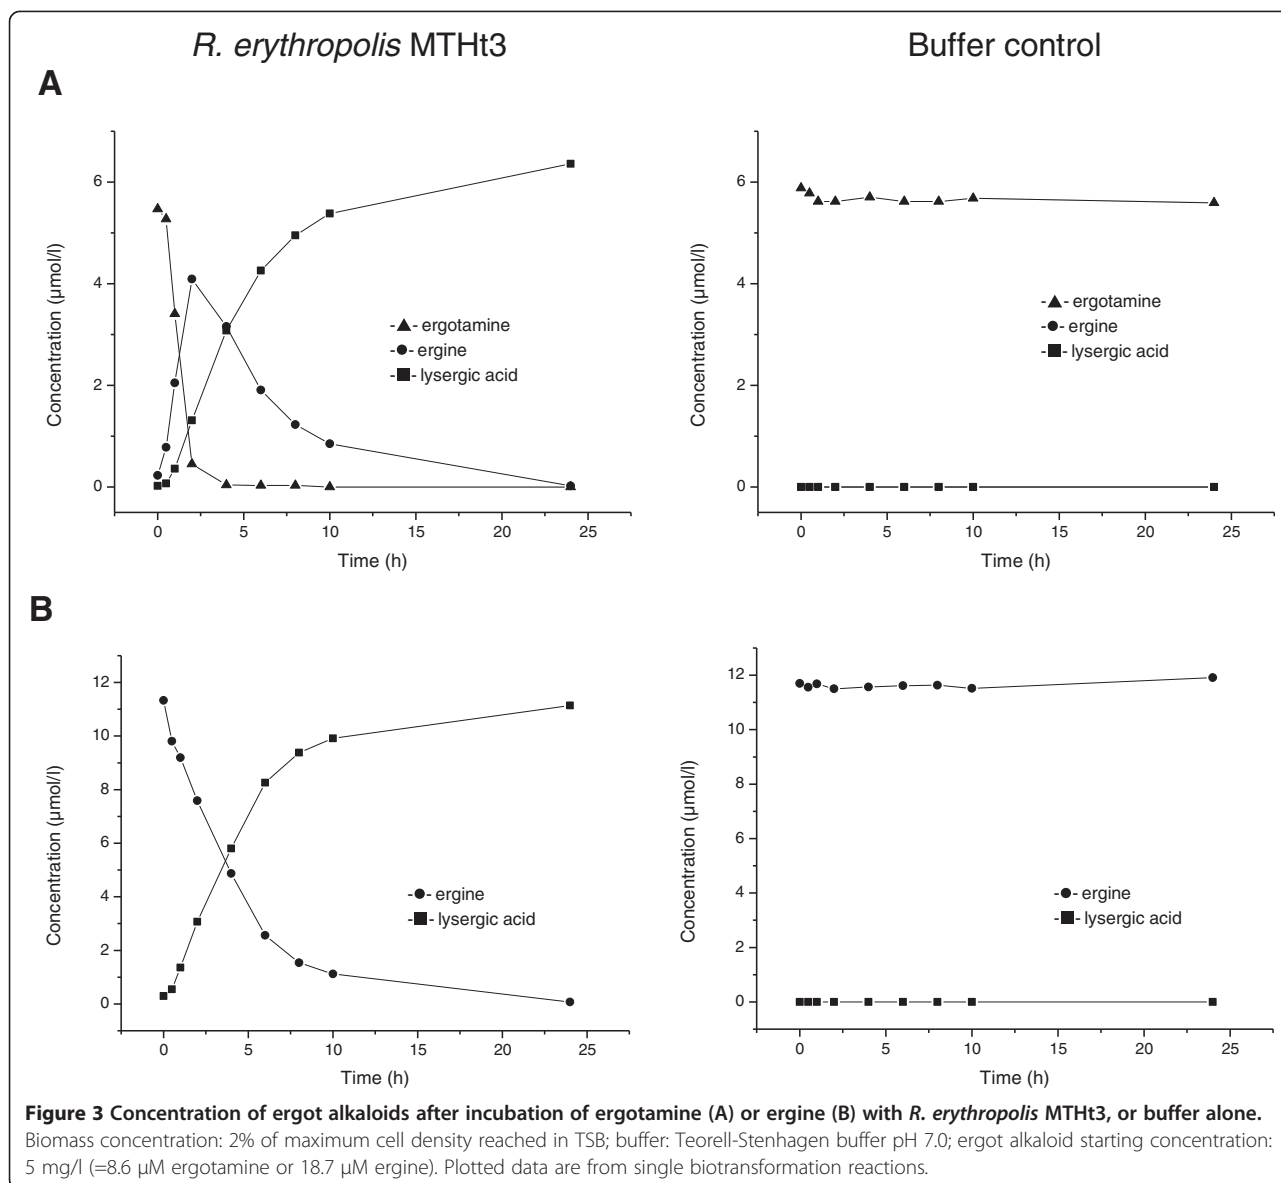 R. erythropolis MTHt3
Buffer control
A
6
4
2
0
Concentration (µmol/l)
0 5 10 15 20 25
Time (h)
-▲- ergotamine
-●- ergine
-■- lysergic acid
6
4
2
0
Concentration (µmol/l)
0 5 10 15 20 25
Time (h)
-▲- ergotamine
-●- ergine
-■- lysergic acid
B
12
10
8
6
4
2
0
Concentration (µmol/l)
0 5 10 15 20 25
Time (h)
-●- ergine
-■- lysergic acid
12
10
8
6
4
2
0
Concentration (µmol/l)
0 5 10 15 20 25
Time (h)
-●- ergine
-■- lysergic acid
Figure 3 Concentration of ergot alkaloids after incubation of ergotamine (A) or ergine (B) with R. erythropolis MTHt3, or buffer alone.
Biomass concentration: 2% of maximum cell density reached in TSB; buffer: Teorell-Stenhagen buffer pH 7.0; ergot alkaloid starting concentration:
5 mg/l (=8.6 µM ergotamine or 18.7 µM ergine). Plotted data are from single biotransformation reactions.